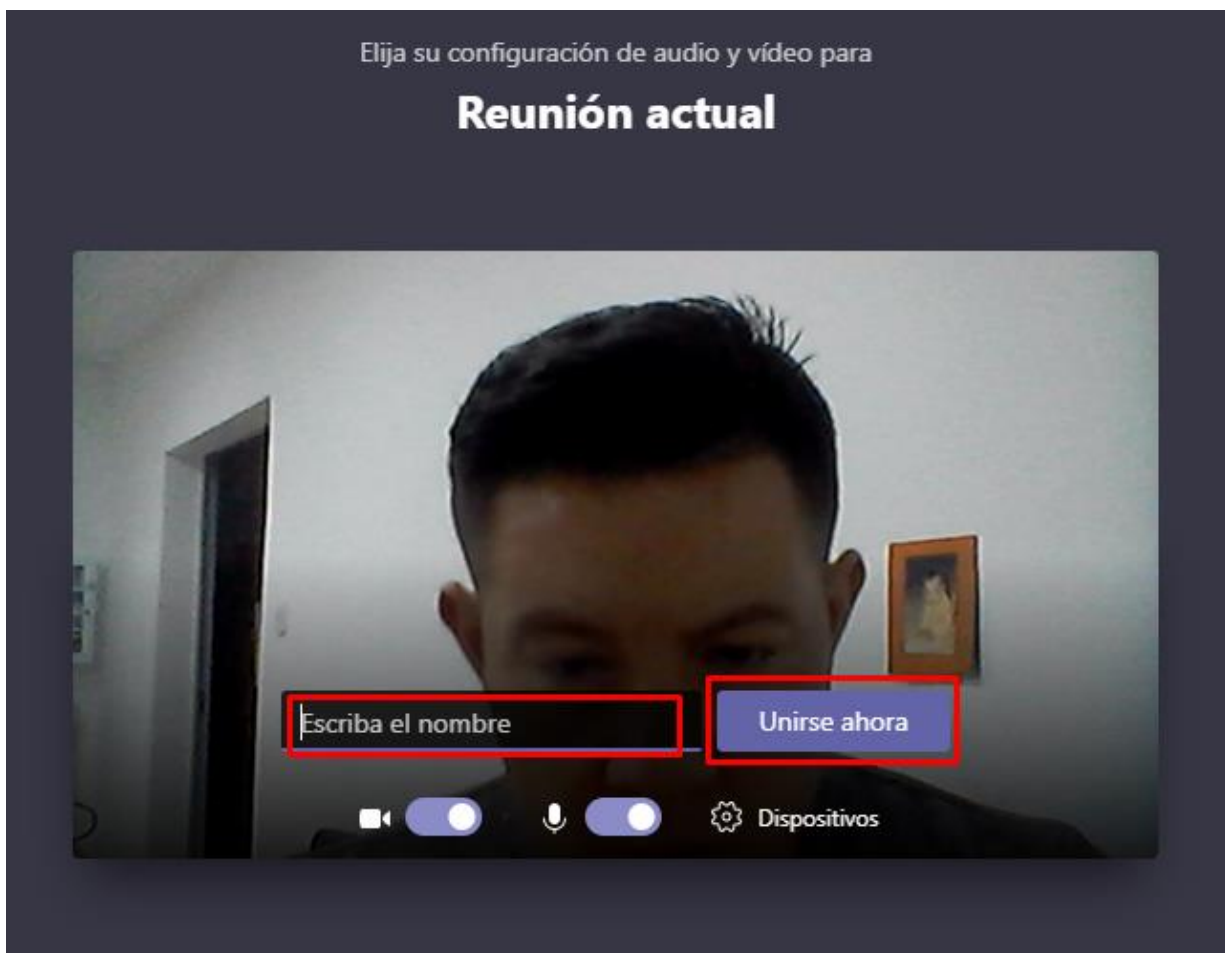 Elija su configuración de audio y vídeo para
Reunión actual
Escriba el nombre
Unirse ahora
Dispositivos